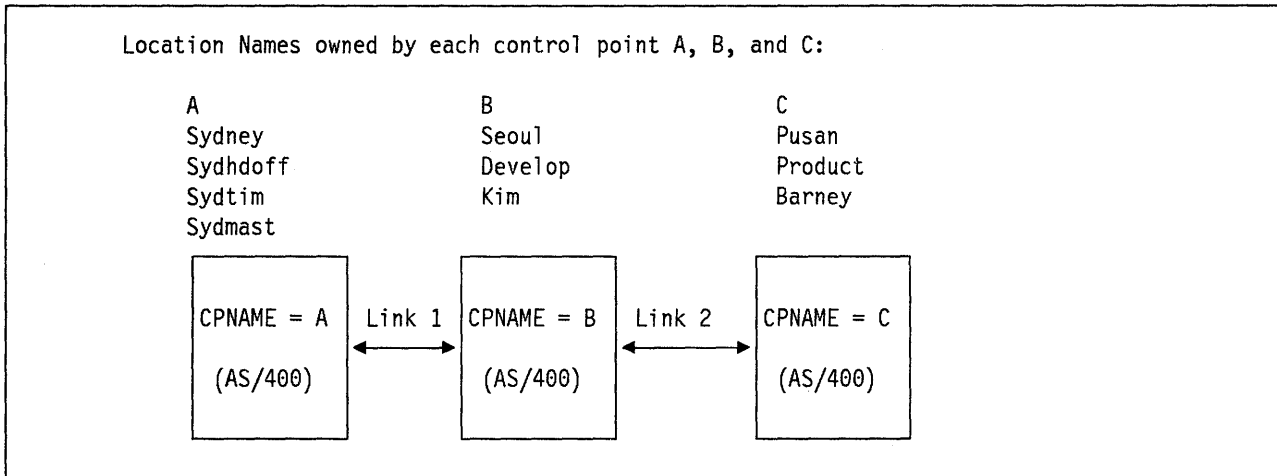 Location Names owned by each control point A, B, and C:
A B C
Sydney Seoul Pusan
Sydhdoff Develop Product
Sydtim Kim Barney
Sydmast
CPNAME = A Link 1 CPNAME = B Link 2 CPNAME = C
(AS/400) (AS/400) (AS/400)